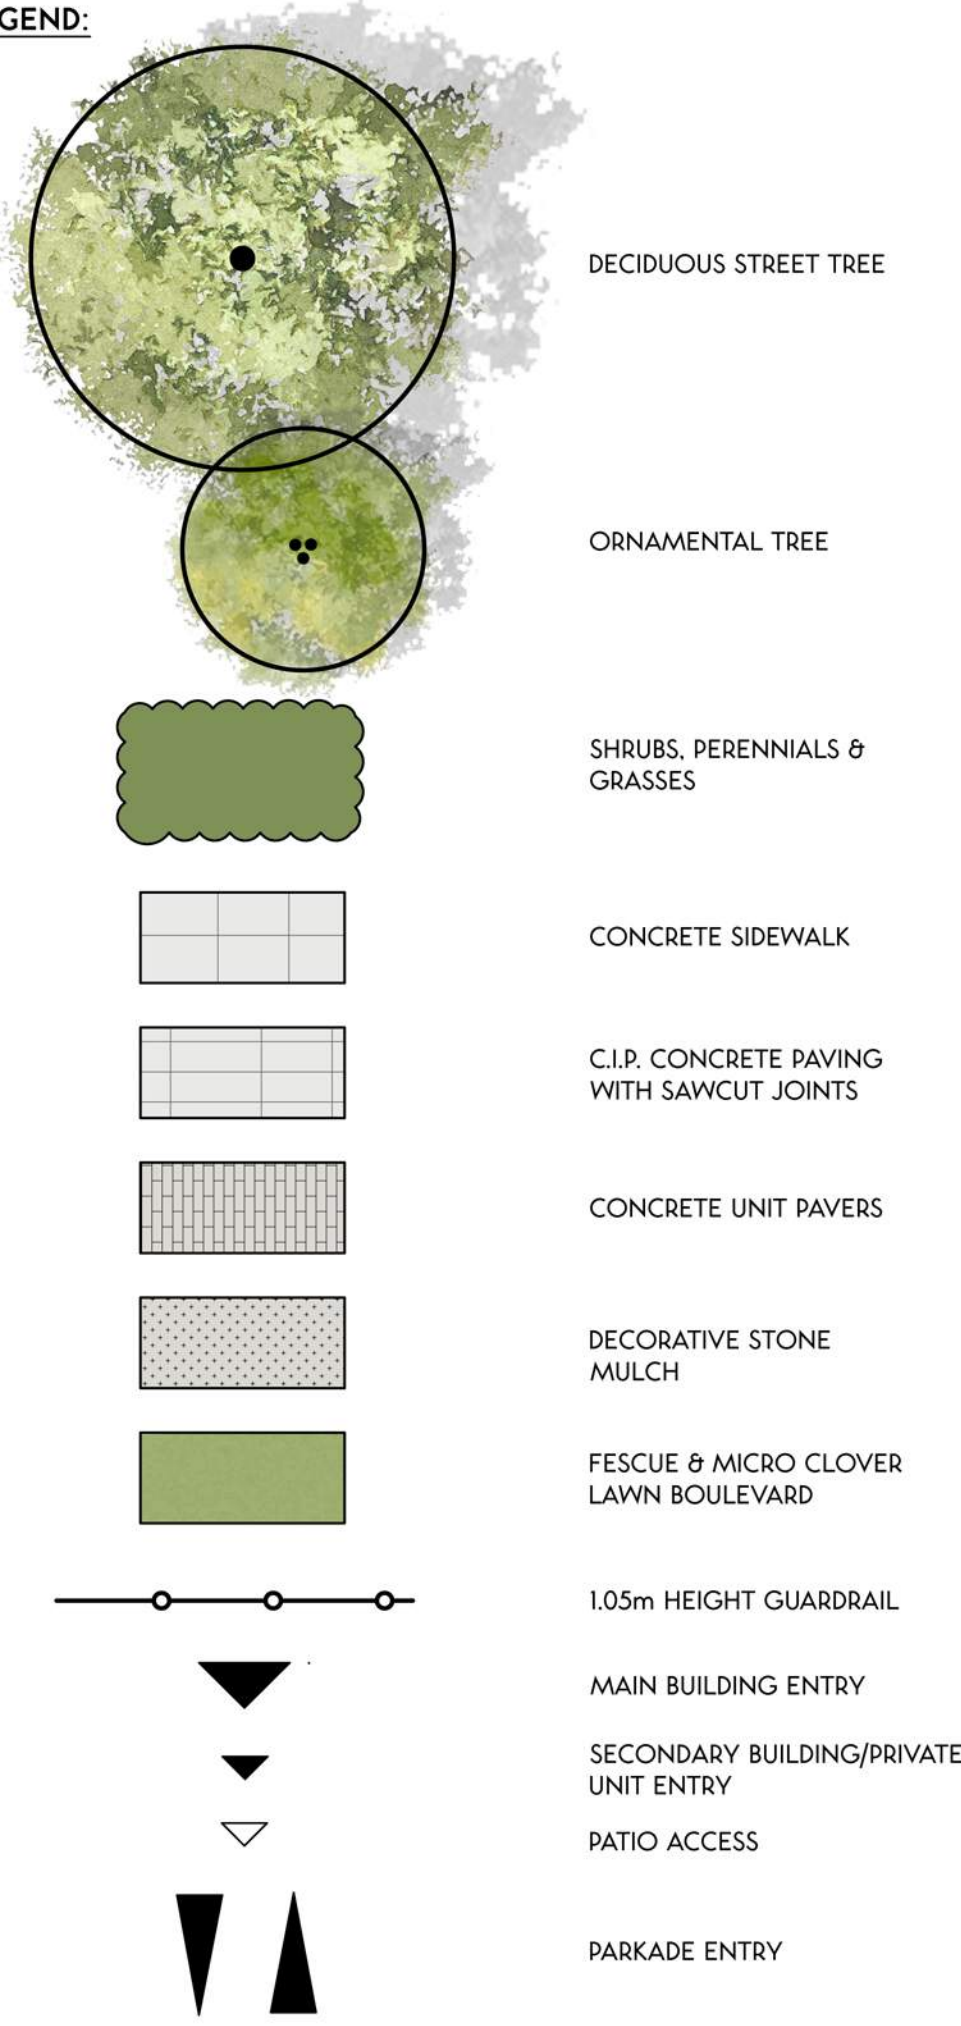 GEND:
DECIDUOUS STREET TREE
ORNAMENTAL TREE
SHRUBS, PERENNIALS &
GRASSES
CONCRETE SIDEWALK
C.I.P. CONCRETE PAVING
WITH SAWCUT JOINTS
CONCRETE UNIT PAVERS
DECORATIVE STONE
MULCH
FESCUE & MICRO CLOVER
LAWN BOULEVARD
1.05m HEIGHT GUARDRAIL
MAIN BUILDING ENTRY
SECONDARY BUILDING/PRIVATE
UNIT ENTRY
PATIO ACCESS
PARKADE ENTRY